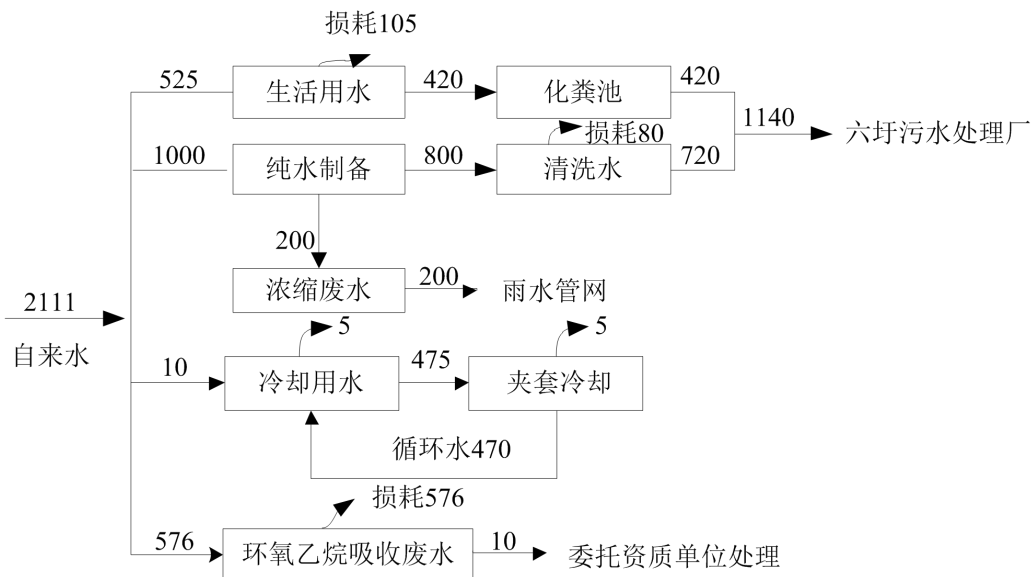 损耗105
525
生活用水
420
化粪池
420
1140
六圩污水处理厂
损耗80
1000
纯水制备
800
清洗水
720
200
浓缩废水
200
雨水管网
2111
自来水
5
5
10
冷却用水
475
夹套冷却
循环水470
损耗576
576
环氧乙烷吸收废水
10
委托资质单位处理